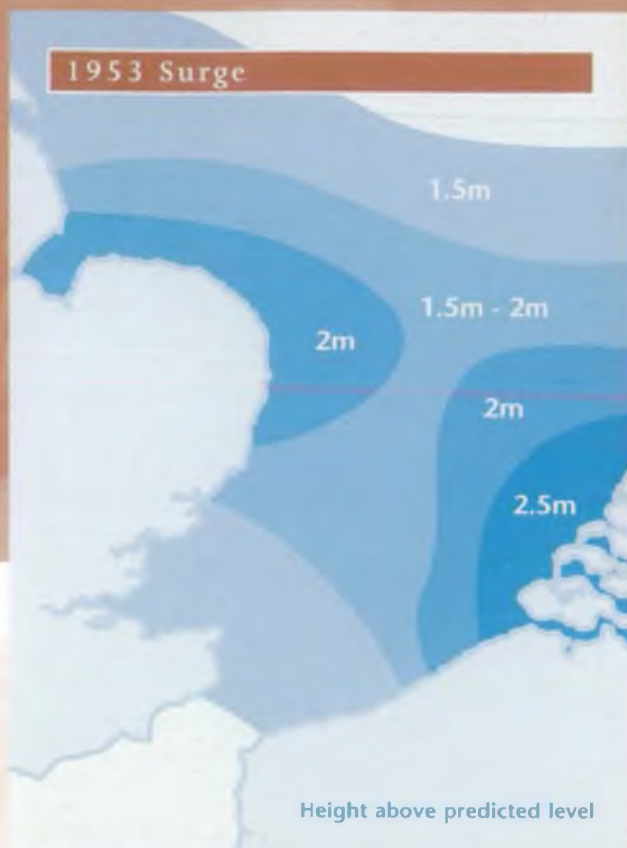 1953 Surge
1.5m
1.5m - 2m
2m
2m
2.5m
Height above predicted level